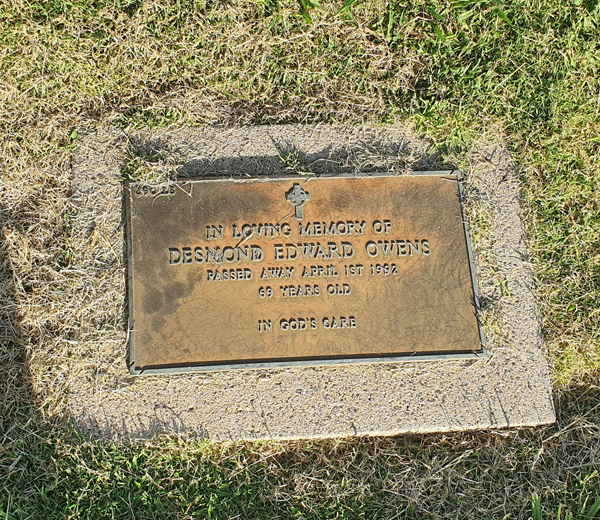 IN LOVING MEMORY OF
DESMOND EDWARD OWENS
PASSED AWAY APRIL 1ST 1992
69 YEARS OLD
IN GOD'S CARE